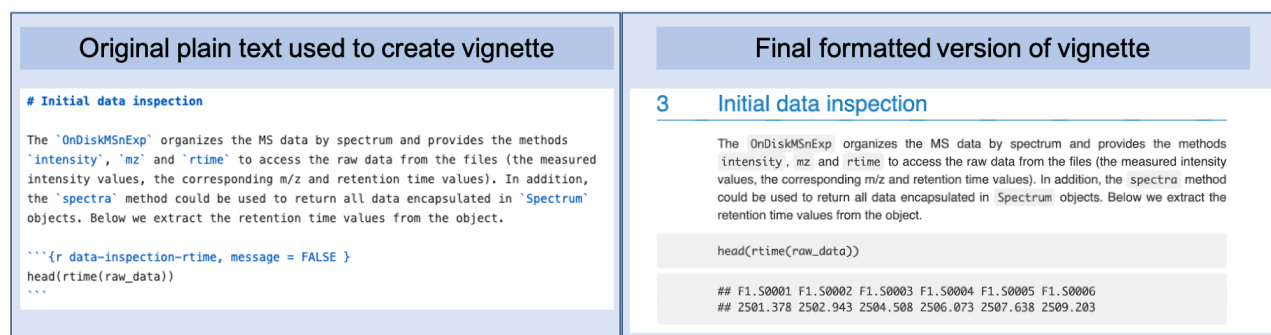 Original plain text used to create vignette
# Initial data inspection
The `OnDiskMSnExp` organizes the MS data by spectrum and provides the methods
`intensity`, `mz` and `rtime` to access the raw data from the files (the measured
intensity values, the corresponding m/z and retention time values). In addition,
the `spectra` method could be used to return all data encapsulated in `Spectrum`
objects. Below we extract the retention time values from the object.
```{r data-inspection-rtime, message = FALSE }
head(rtime(raw_data))
```
Final formatted version of vignette
3 Initial data inspection
The OnDiskMSnExp organizes the MS data by spectrum and provides the methods
intensity, mz and rtime to access the raw data from the files (the measured intensity
values, the corresponding m/z and retention time values). In addition, the spectra method
could be used to return all data encapsulated in Spectrum objects. Below we extract the
retention time values from the object.
head(rtime(raw_data))
## F1.S0001 F1.S0002 F1.S0003 F1.S0004 F1.S0005 F1.S0006
## 2501.378 2502.943 2504.508 2506.073 2507.638 2509.203